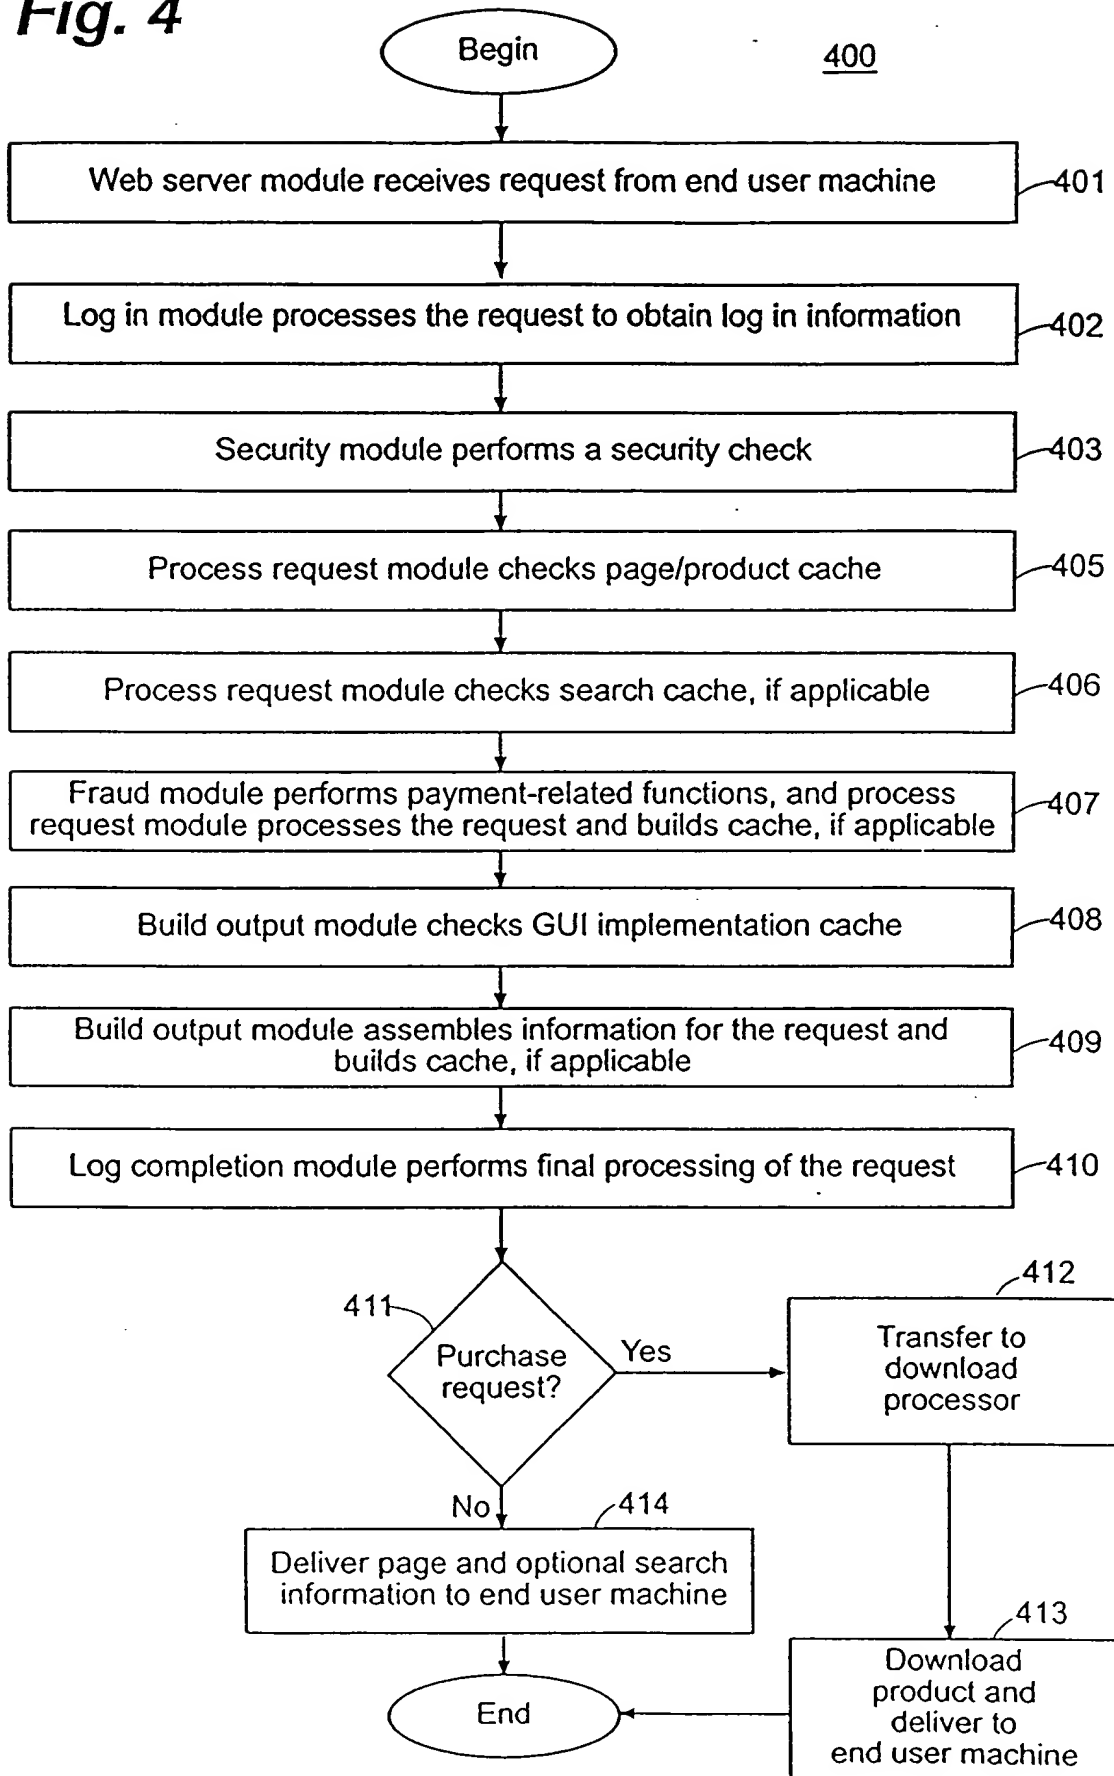 Fig. 4
Begin
400
Web server module receives request from end user machine
401
Log in module processes the request to obtain log in information
402
Security module performs a security check
403
Process request module checks page/product cache
405
Process request module checks search cache, if applicable
406
Fraud module performs payment-related functions, and process
request module processes the request and builds cache, if applicable
407
Build output module checks GUI implementation cache
408
Build output module assembles information for the request and
builds cache, if applicable
409
Log completion module performs final processing of the request
410
411
Purchase
request?
Yes
412
Transfer to
download
processor
No
414
Deliver page and optional search
information to end user machine
413
Download
product and
deliver to
end user machine
End